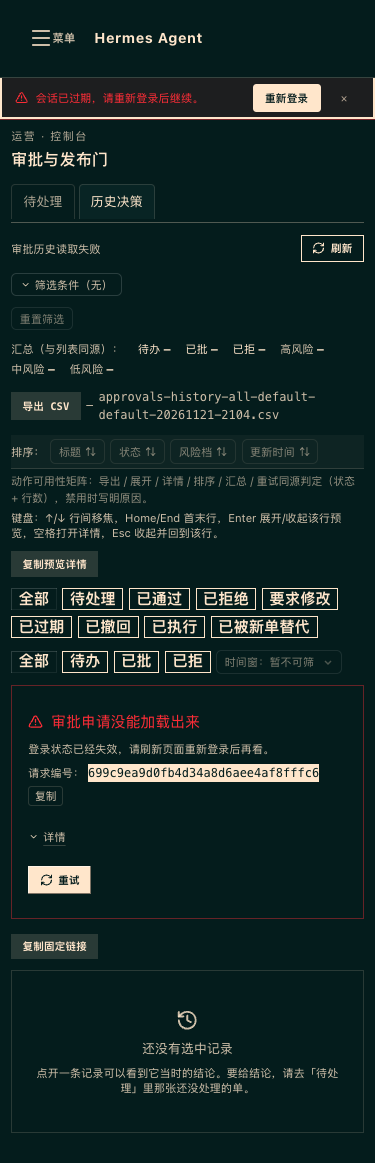 菜单 Hermes Agent
会话已过期，请重新登录后继续。 重新登录 ×
运营 · 控制台
审批与发布门
待处理 历史决策
审批历史读取失败 刷新
筛选条件（无）
重置筛选
汇总（与列表同源）： 待办 — 已批 — 已拒 — 高风险 —
中风险 — 低风险 —
导出 CSV — approvals-history-all-default-
default-20261121-2104.csv
排序： 标题 状态 风险档 更新时间
动作可用性矩阵：导出 / 展开 / 详情 / 排序 / 汇总 / 重试同源判定（状态
+ 行数），禁用时写明原因。
键盘：↑/↓ 行间移焦，Home/End 首末行，Enter 展开/收起该行预
览，空格打开详情，Esc 收起并回到该行。
复制预览详情
全部 待处理 已通过 已拒绝 要求修改
已过期 已撤回 已执行 已被新单替代
全部 待办 已批 已拒 时间窗：暂不可筛
审批申请没能加载出来
登录状态已经失效，请刷新页面重新登录后再看。
请求编号： 699c9ea9d0fb4d34a8d6aee4af8fffc6
复制
详情
重试
复制固定链接
还没有选中记录
点开一条记录可以看到它当时的结论。要给结论，请去「待处
理」里那张还没处理的单。